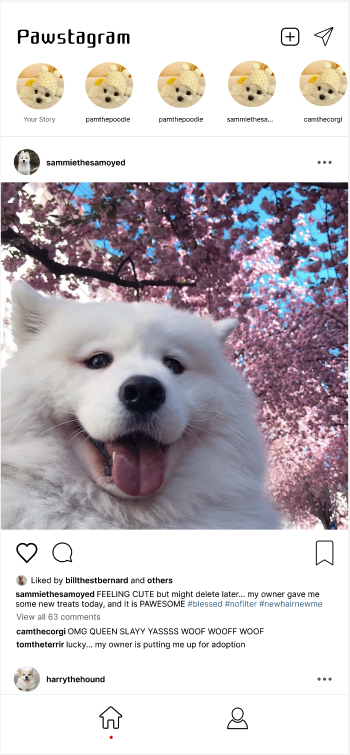 Pawstagram
Your Story
pamthepoodle
pamthepoodle
sammiethesa...
camthecorgi
sammiethesamoyed
Liked by billthestbernard and others
sammiethesamoyed FEELING CUTE but might delete later... my owner gave me
some new treats today, and it is PAWESOME #blessed #nofilter #newhairnewme
View all 63 comments
camthecorgi OMG QUEEN SLAYY YASSSS WOOF WOOFF WOOF
tomtheterrir lucky... my owner is putting me up for adoption
harrythehound